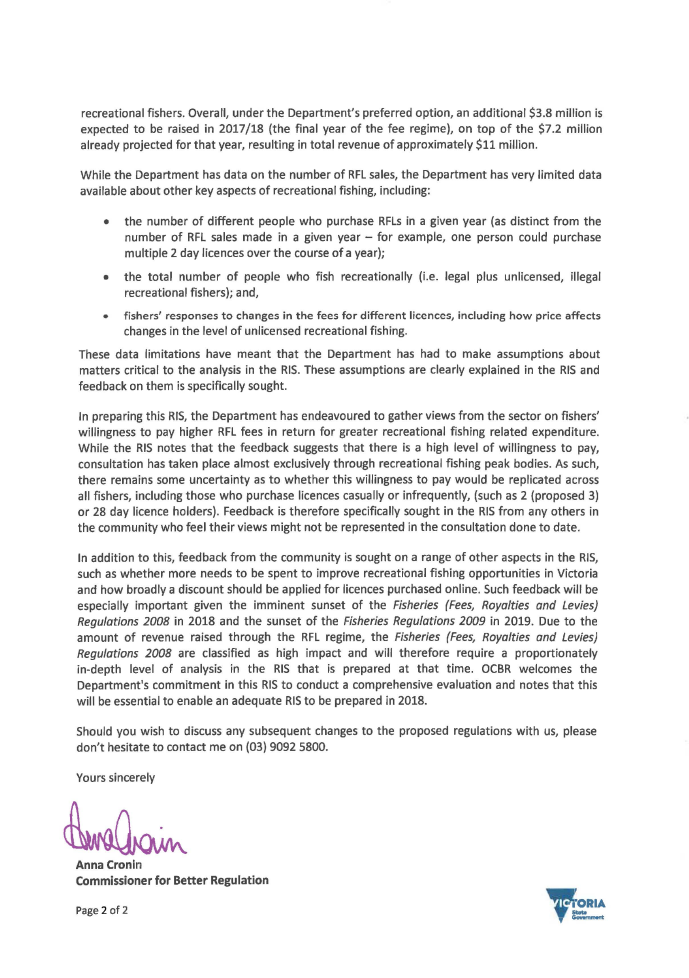 recreational fishers. Overall, under the Department's preferred option, an additional $3.8 million is
expected to be raised in 2017/18 (the final year of the fee regime), on top of the $7.2 million
already projected for that year, resulting in total revenue of approximately $11 million.
While the Department has data on the number of RFL sales, the Department has very limited data
available about other key aspects of recreational fishing, including:
• the number of different people who purchase RFLs in a given year (as distinct from the
number of RFL sales made in a given year – for example, one person could purchase
multiple 2 day licences over the course of a year);
• the total number of people who fish recreationally (i.e. legal plus unlicensed, illegal
recreational fishers); and,
• fishers' responses to changes in the fees for different licences, including how price affects
changes in the level of unlicensed recreational fishing.
These data limitations have meant that the Department has had to make assumptions about
matters critical to the analysis in the RIS. These assumptions are clearly explained in the RIS and
feedback on them is specifically sought.
In preparing this RIS, the Department has endeavoured to gather views from the sector on fishers'
willingness to pay higher RFL fees in return for greater recreational fishing related expenditure.
While the RIS notes that the feedback suggests that there is a high level of willingness to pay,
consultation has taken place almost exclusively through recreational fishing peak bodies. As such,
there remains some uncertainty as to whether this willingness to pay would be replicated across
all fishers, including those who purchase licences casually or infrequently, (such as 2 (proposed 3)
or 28 day licence holders). Feedback is therefore specifically sought in the RIS from any others in
the community who feel their views might not be represented in the consultation done to date.
In addition to this, feedback from the community is sought on a range of other aspects in the RIS,
such as whether more needs to be spent to improve recreational fishing opportunities in Victoria
and how broadly a discount should be applied for licences purchased online. Such feedback will be
especially important given the imminent sunset of the Fisheries (Fees, Royalties and Levies)
Regulations 2008 in 2018 and the sunset of the Fisheries Regulations 2009 in 2019. Due to the
amount of revenue raised through the RFL regime, the Fisheries (Fees, Royalties and Levies)
Regulations 2008 are classified as high impact and will therefore require a proportionately
in-depth level of analysis in the RIS that is prepared at that time. OCBR welcomes the
Department's commitment in this RIS to conduct a comprehensive evaluation and notes that this
will be essential to enable an adequate RIS to be prepared in 2018.
Should you wish to discuss any subsequent changes to the proposed regulations with us, please
don't hesitate to contact me on (03) 9092 5800.
Yours sincerely
Anna Cronin
Anna Cronin
Commissioner for Better Regulation
Page 2 of 2
VICTORIA
State
Government